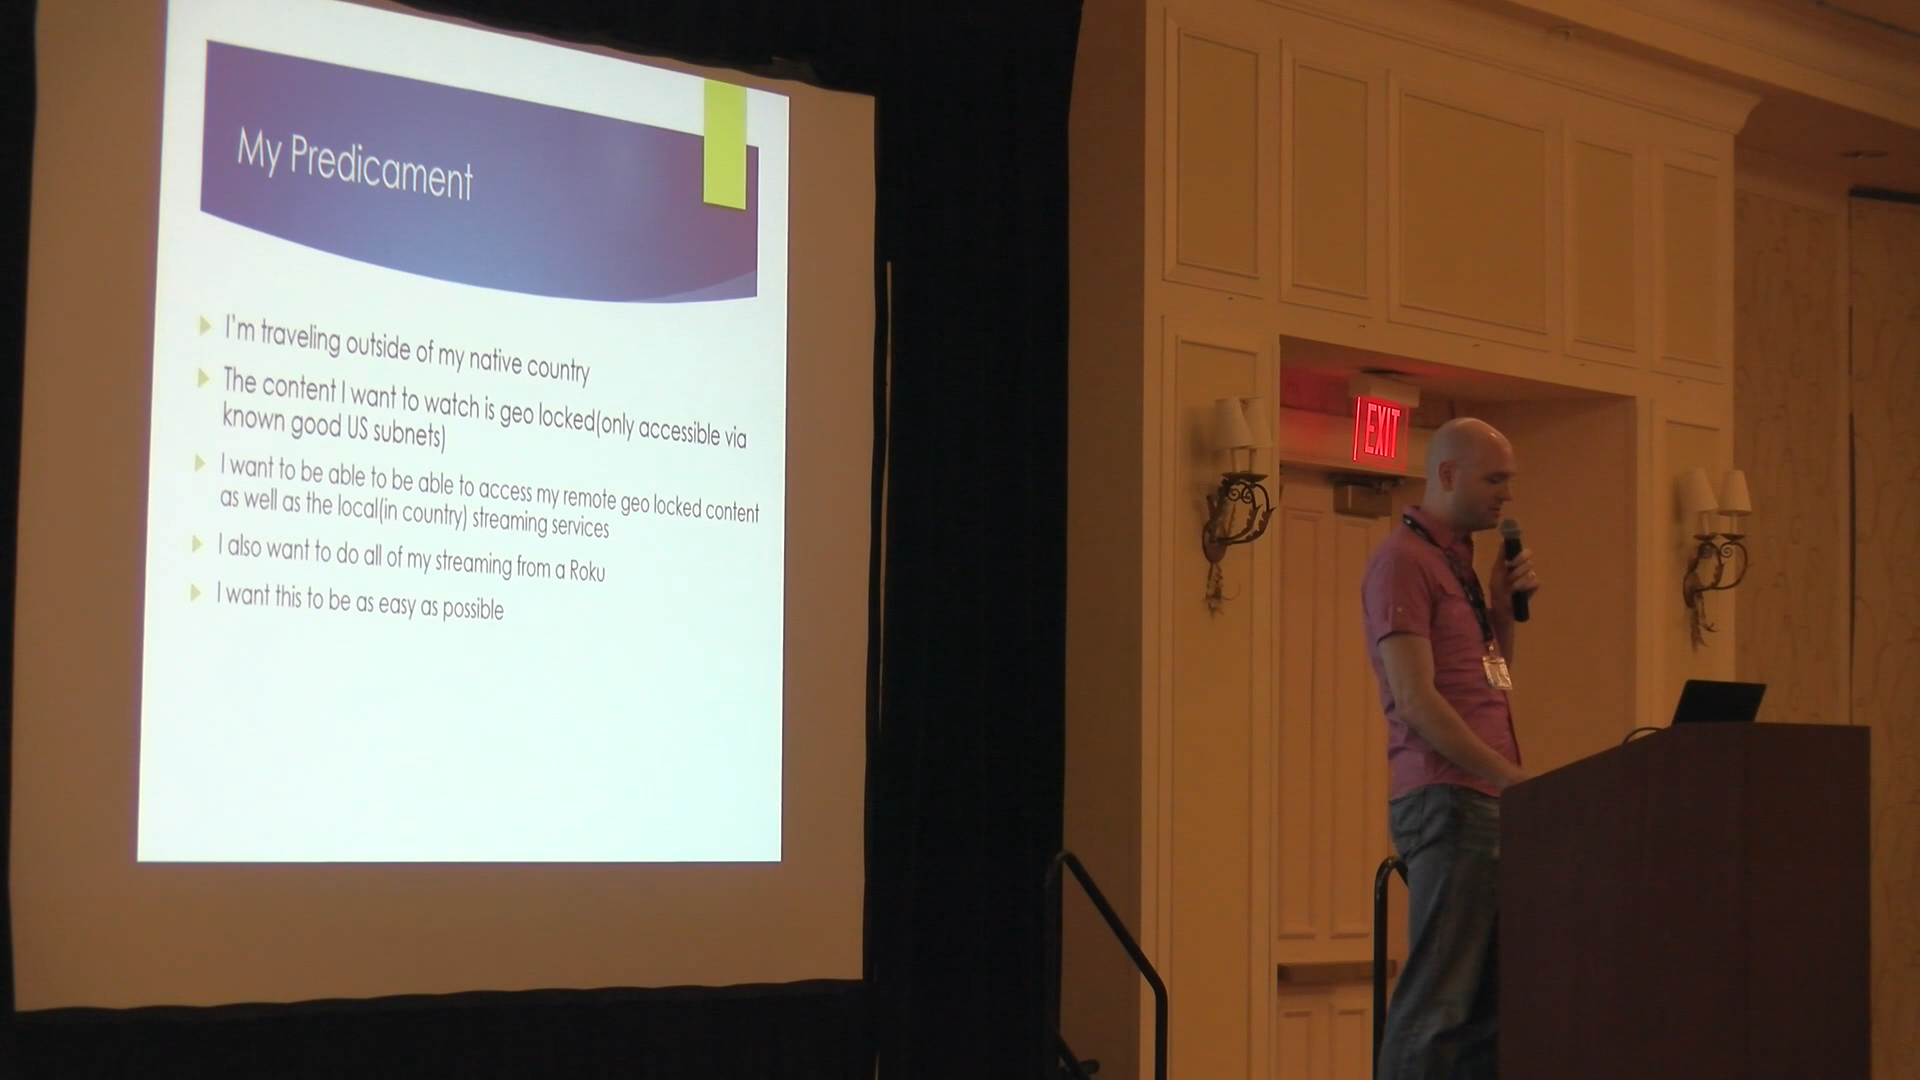 My Predicament
I'm traveling outside of my native country
The content I want to watch is geo locked(only accessible via
known good US subnets)
I want to be able to be able to access my remote geo locked content
as well as the local(in country) streaming services
I also want to do all of my streaming from a Roku
I want this to be as easy as possible
EXIT